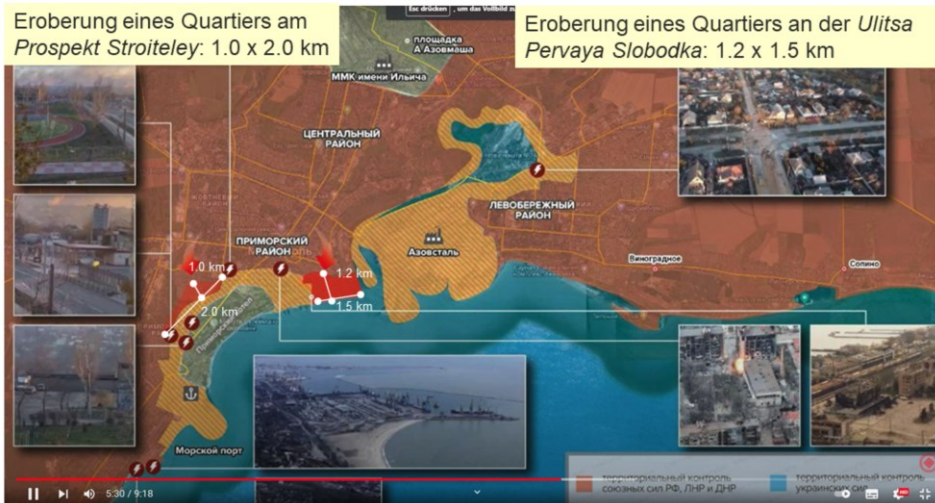 Eroberung eines Quartiers am
Prospekt Stroiteley: 1.0 x 2.0 km
Esc drücken , um das Vollbild zu
Eroberung eines Quartiers an der Ulitsa
Pervaya Slobodka: 1.2 x 1.5 km
площадка
А Азовмаша
ММК имени Ильича
ЦЕНТРАЛЬНЫЙ
РАЙОН
ЛЕВОБЕРЕЖНЫЙ
РАЙОН
ПРИМОРСКИЙ
РАЙОН
Азовсталь
Виноградное
Сопино
1.0 km
1.2 km
1.5 km
2.0 km
Морской порт
территориальный контроль
союзных сил РФ, ЛНР и ДНР
территориальный контроль
украинских
5:30 / 9:18